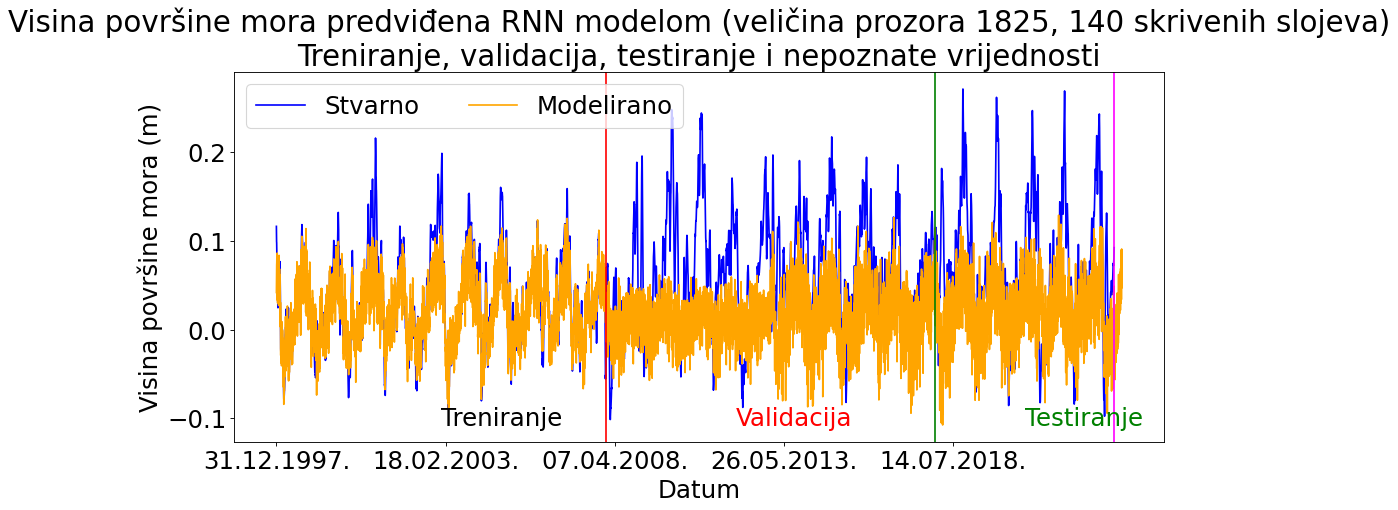 Visina površine mora predviđena RNN modelom (veličina prozora 1825, 140 skrivenih slojeva)
Treniranje, validacija, testiranje i nepoznate vrijednosti
Stvarno Modelirano
Visina površine mora (m)
0.2
0.1
0.0
−0.1
Treniranje Validacija Testiranje
31.12.1997. 18.02.2003. 07.04.2008. 26.05.2013. 14.07.2018.
Datum